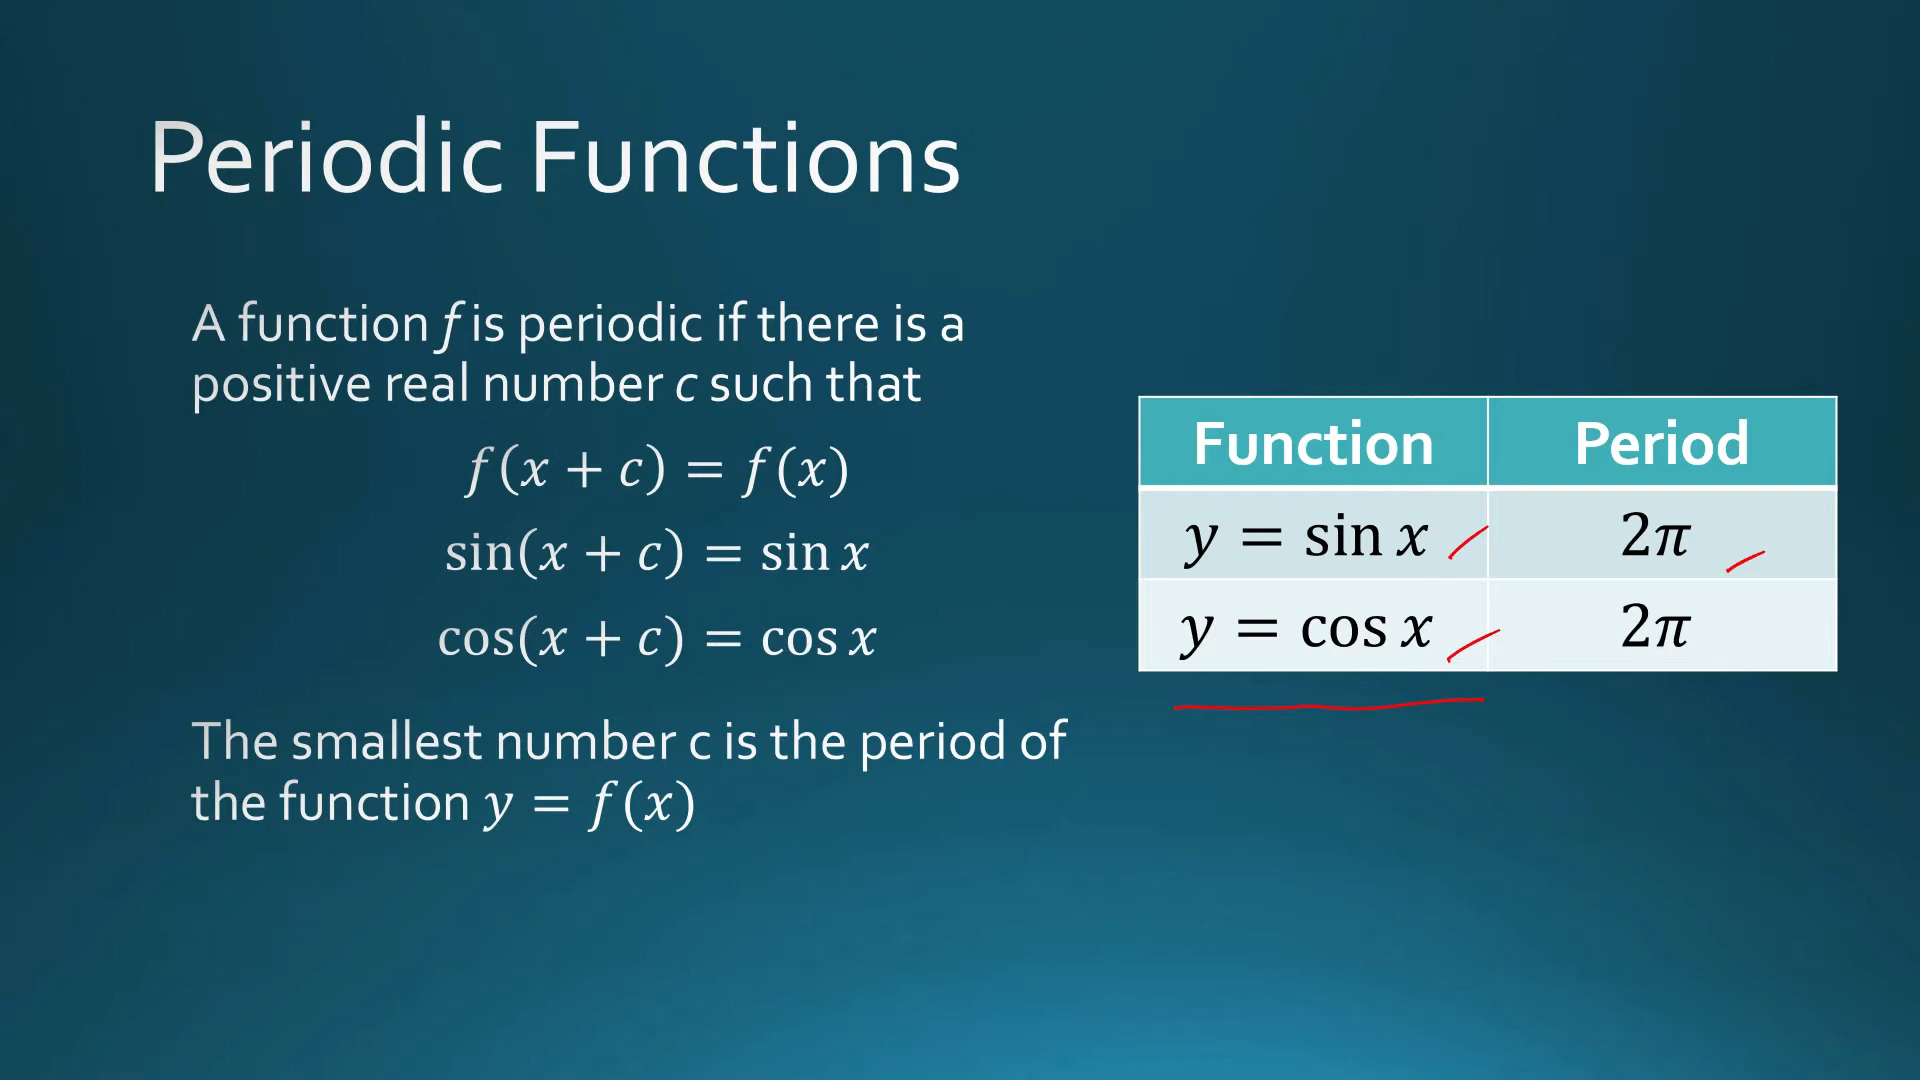 Periodic Functions
A function f is periodic if there is a
positive real number c such that
f(x + c) = f(x)
sin(x + c) = sin x
cos(x + c) = cos x
The smallest number c is the period of
the function y = f(x)
Function Period
y = sin x 2π
y = cos x 2π